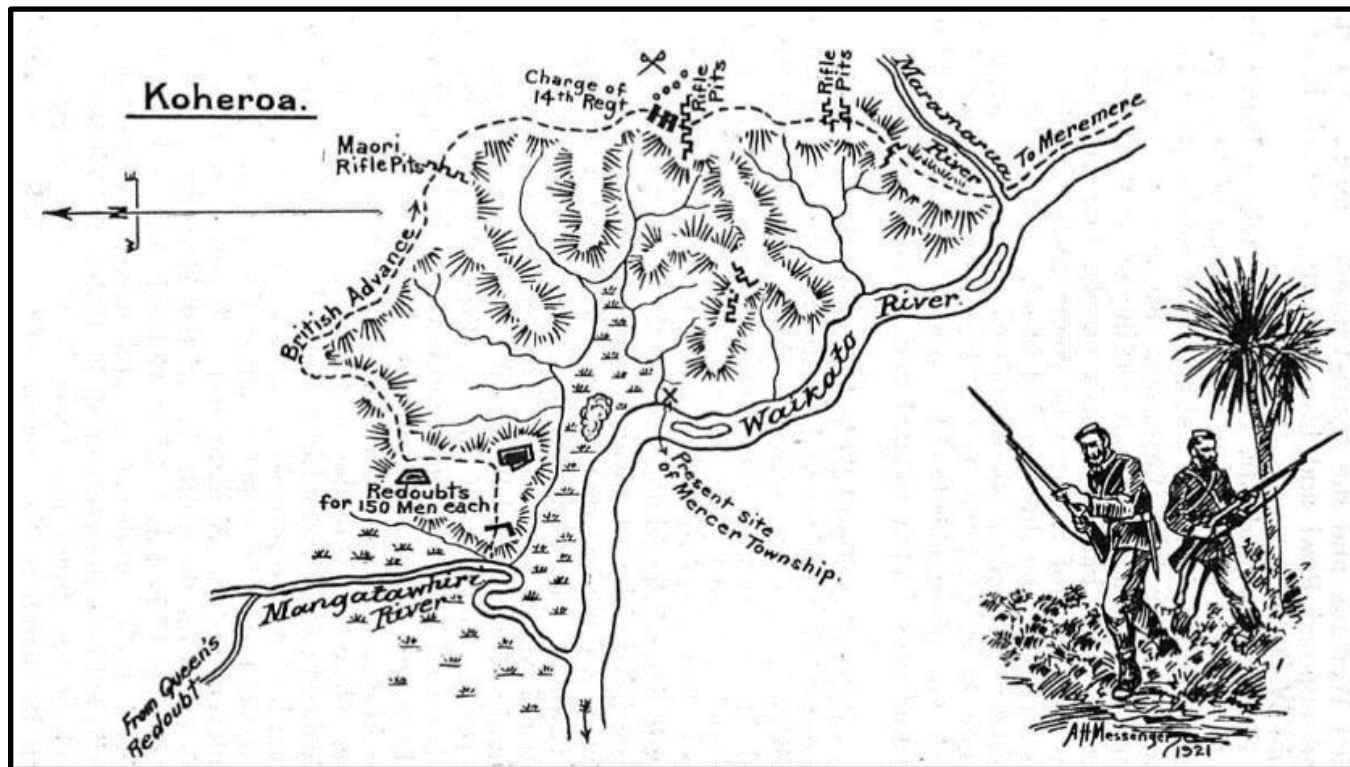 Koheroa.
N
E
W
Charge of
14th Regt
Rifle
Pits
Rifle
Pits
Maramarua
River
To Meremere
Maori
Rifle Pits
British Advance
Waikato River.
Redoubts
for 150 Men each
Present site
of Mercer Township.
Mangatawhiri
River
From Queen's
Redoubt
A H Messenger
1921